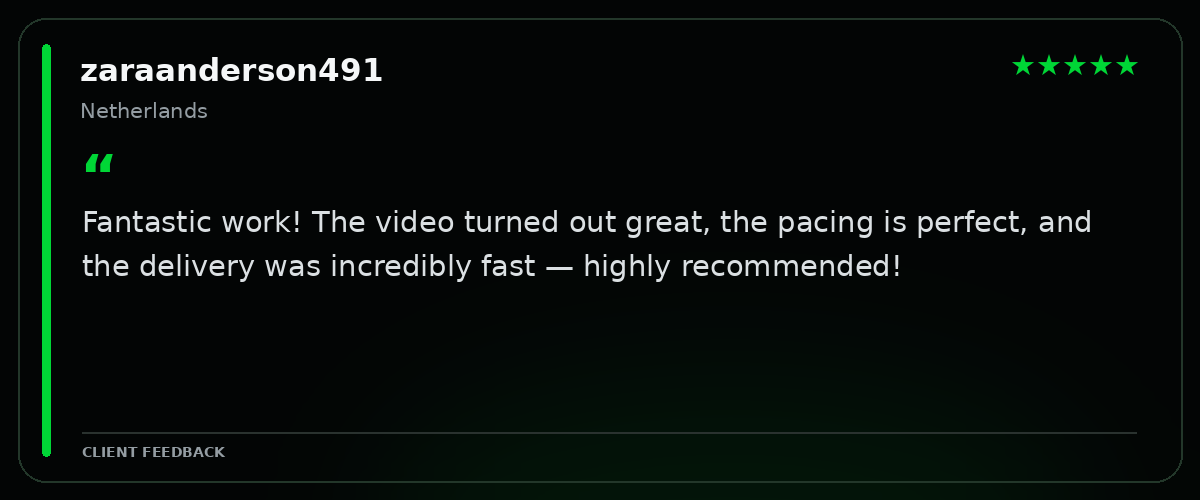 zaraanderson491
★★★★★
Netherlands
“
Fantastic work! The video turned out great, the pacing is perfect, and
the delivery was incredibly fast — highly recommended!
CLIENT FEEDBACK